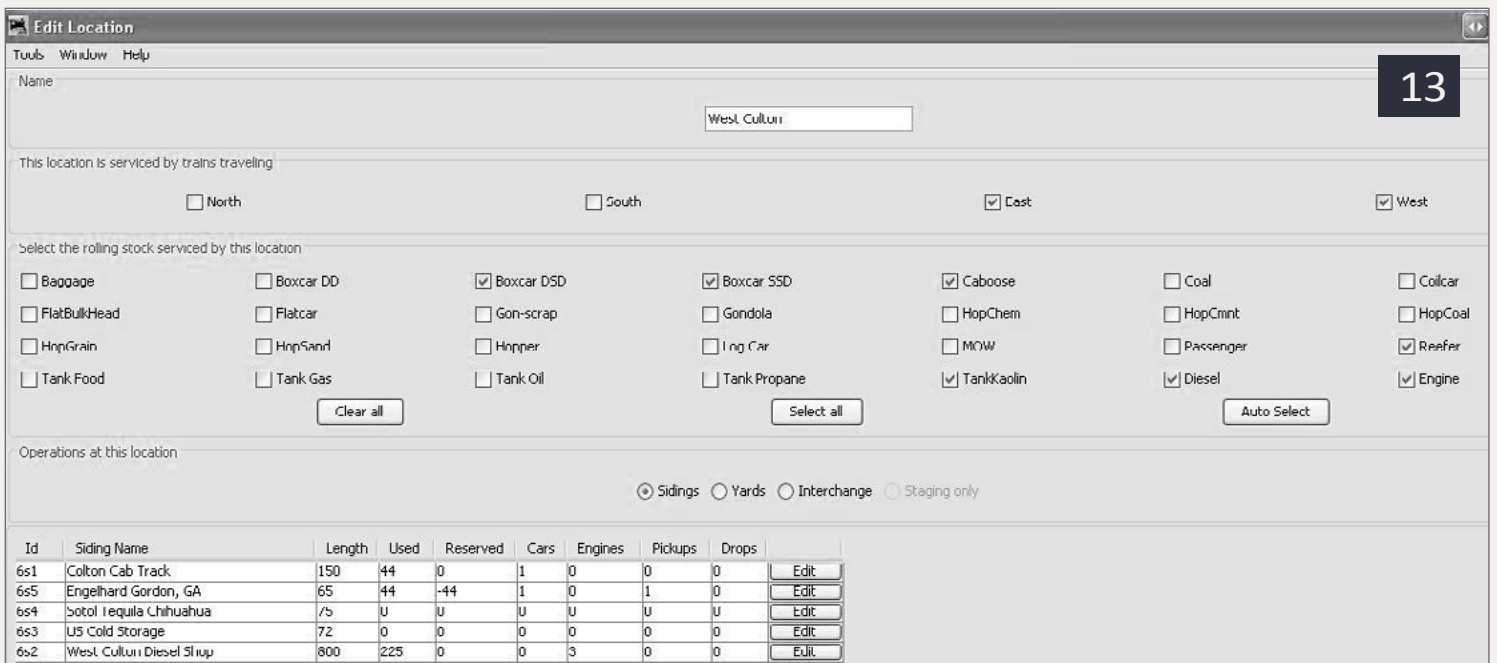 Edit Location
Tools Window Help
13
Name
West Colton
This location is serviced by trains traveling
North South East West
Select the rolling stock serviced by this location
Baggage Boxcar DD Boxcar DSD Boxcar SSD Caboose Coal Coilcar
FlatBulkHead Flatcar Gon-scrap Gondola HopChem HopCmnt HopCoal
HopGrain HopSand Hopper Log Car MOW Passenger Reefer
Tank Food Tank Gas Tank Oil Tank Propane TankKaolin Diesel Engine
Clear all Select all Auto Select
Operations at this location
Sidings Yards Interchange Staging only
Id Siding Name Length Used Reserved Cars Engines Pickups Drops
6s1 Colton Cab Track 150 44 0 1 0 0 0 Edit
6s5 Engelhard Gordon, GA 65 44 -44 1 0 1 0 Edit
6s4 Sotol Tequila Chihuahua 75 0 0 0 0 0 0 Edit
6s3 US Cold Storage 72 0 0 0 0 0 0 Edit
6s2 West Colton Diesel Shop 800 225 0 0 3 0 0 Edit